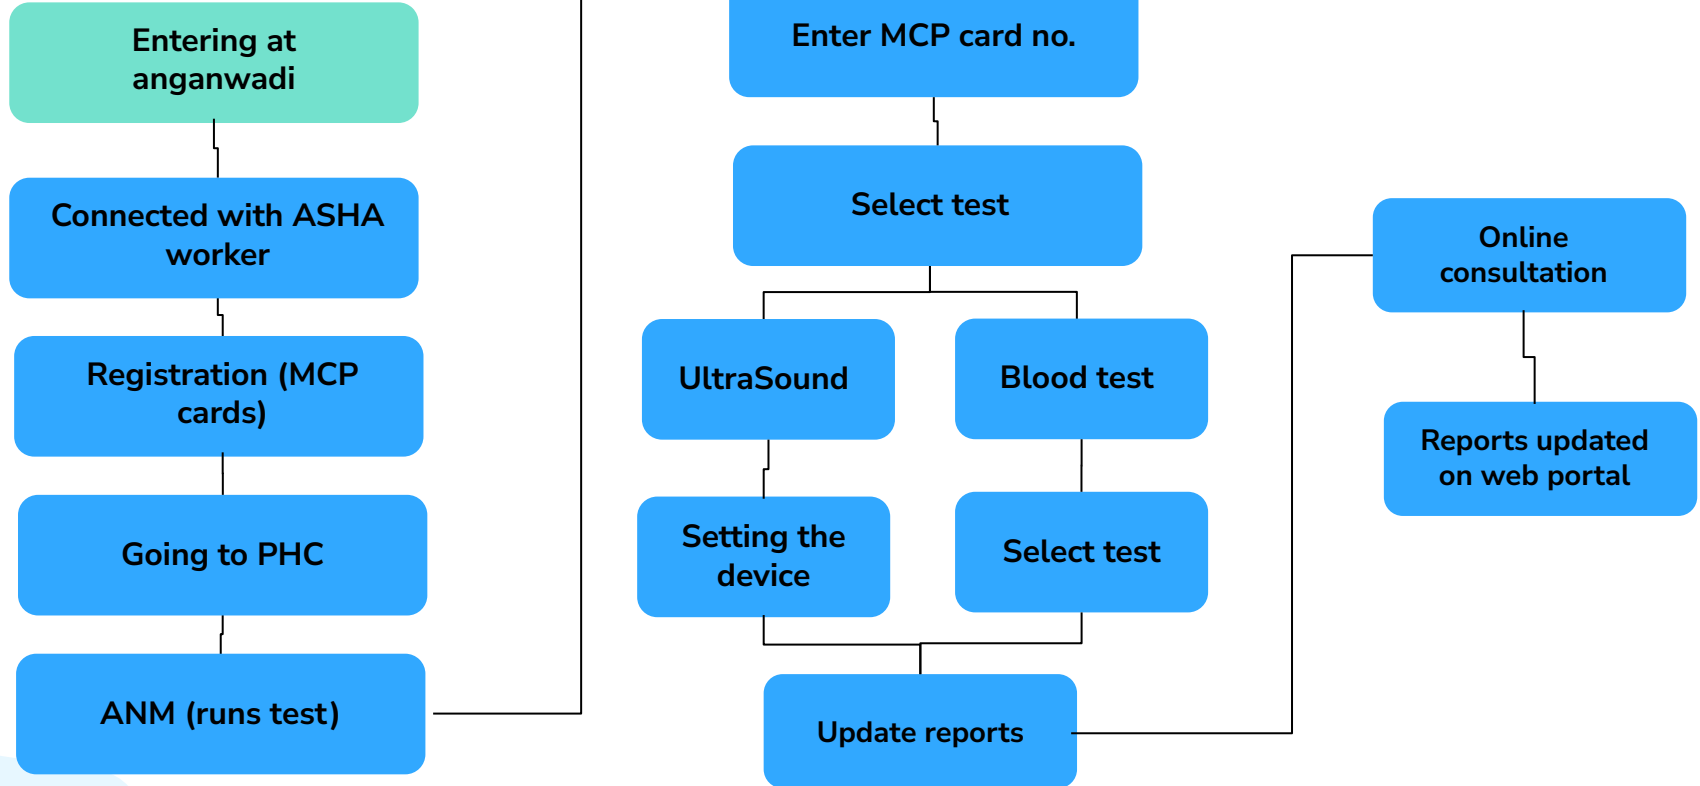 Entering at
anganwadi
Connected with ASHA
worker
Registration (MCP
cards)
Going to PHC
ANM (runs test)
Enter MCP card no.
Select test
UltraSound
Blood test
Setting the
device
Select test
Update reports
Online
consultation
Reports updated
on web portal